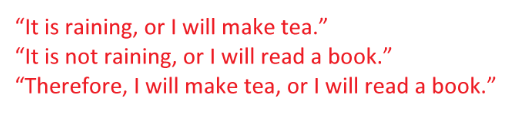 “It is raining, or I will make tea.”
“It is not raining, or I will read a book.”
“Therefore, I will make tea, or I will read a book.”